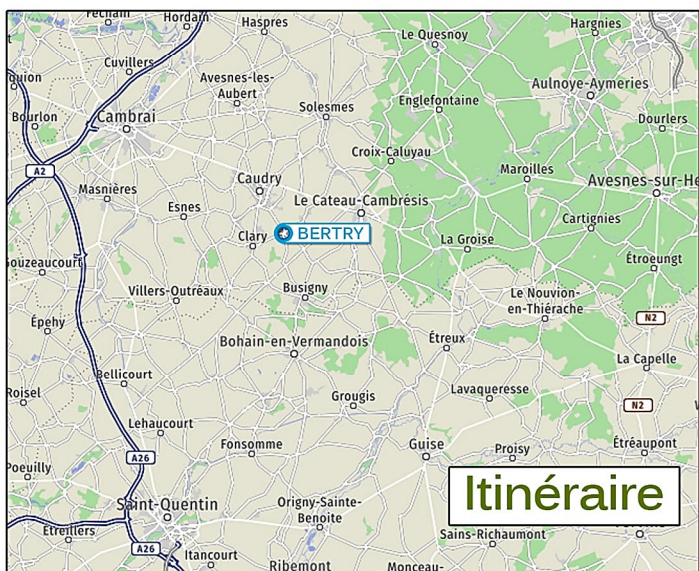 Fechain
Hordain
Haspres
Le Quesnoy
Hargnies
Cuvillers
Avesnes-les-
Aubert
Aulnoye-Aymeries
Bourlon
Cambrai
Solesmes
Englefontaine
Dourlers
Croix-Caluyau
A2
Masnières
Caudry
Maroilles
Avesnes-sur-He
Esnes
Le Cateau-Cambrésis
Cartignies
Clary
BERTRY
La Groise
Gouzeaucourt
Étroeungt
Villers-Outréaux
Busigny
Le Nouvion-
en-Thiérache
N2
Épehy
Bohain-en-Vermandois
Étreux
La Capelle
Bellicourt
Roisel
Grougis
Lavaqueresse
N2
Lehaucourt
Fonsomme
Guise
Proisy
Étréaupont
A26
Poeuilly
Itinéraire
Saint-Quentin
Origny-Sainte-
Benoite
Etreillers
Sains-Richaumont
A26
Itancourt
Ribemont
Monceau-